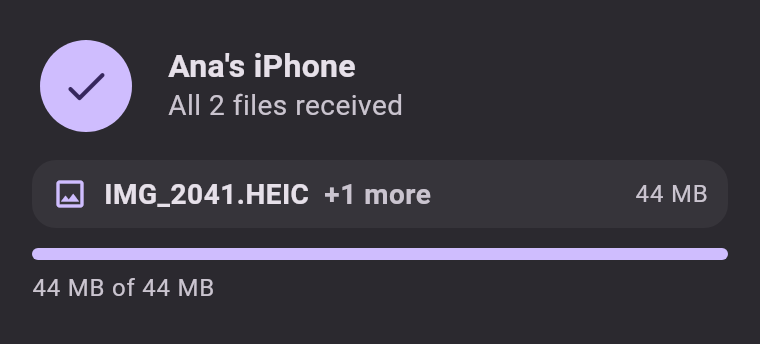 Ana's iPhone
All 2 files received
IMG_2041.HEIC +1 more 44 MB
44 MB of 44 MB